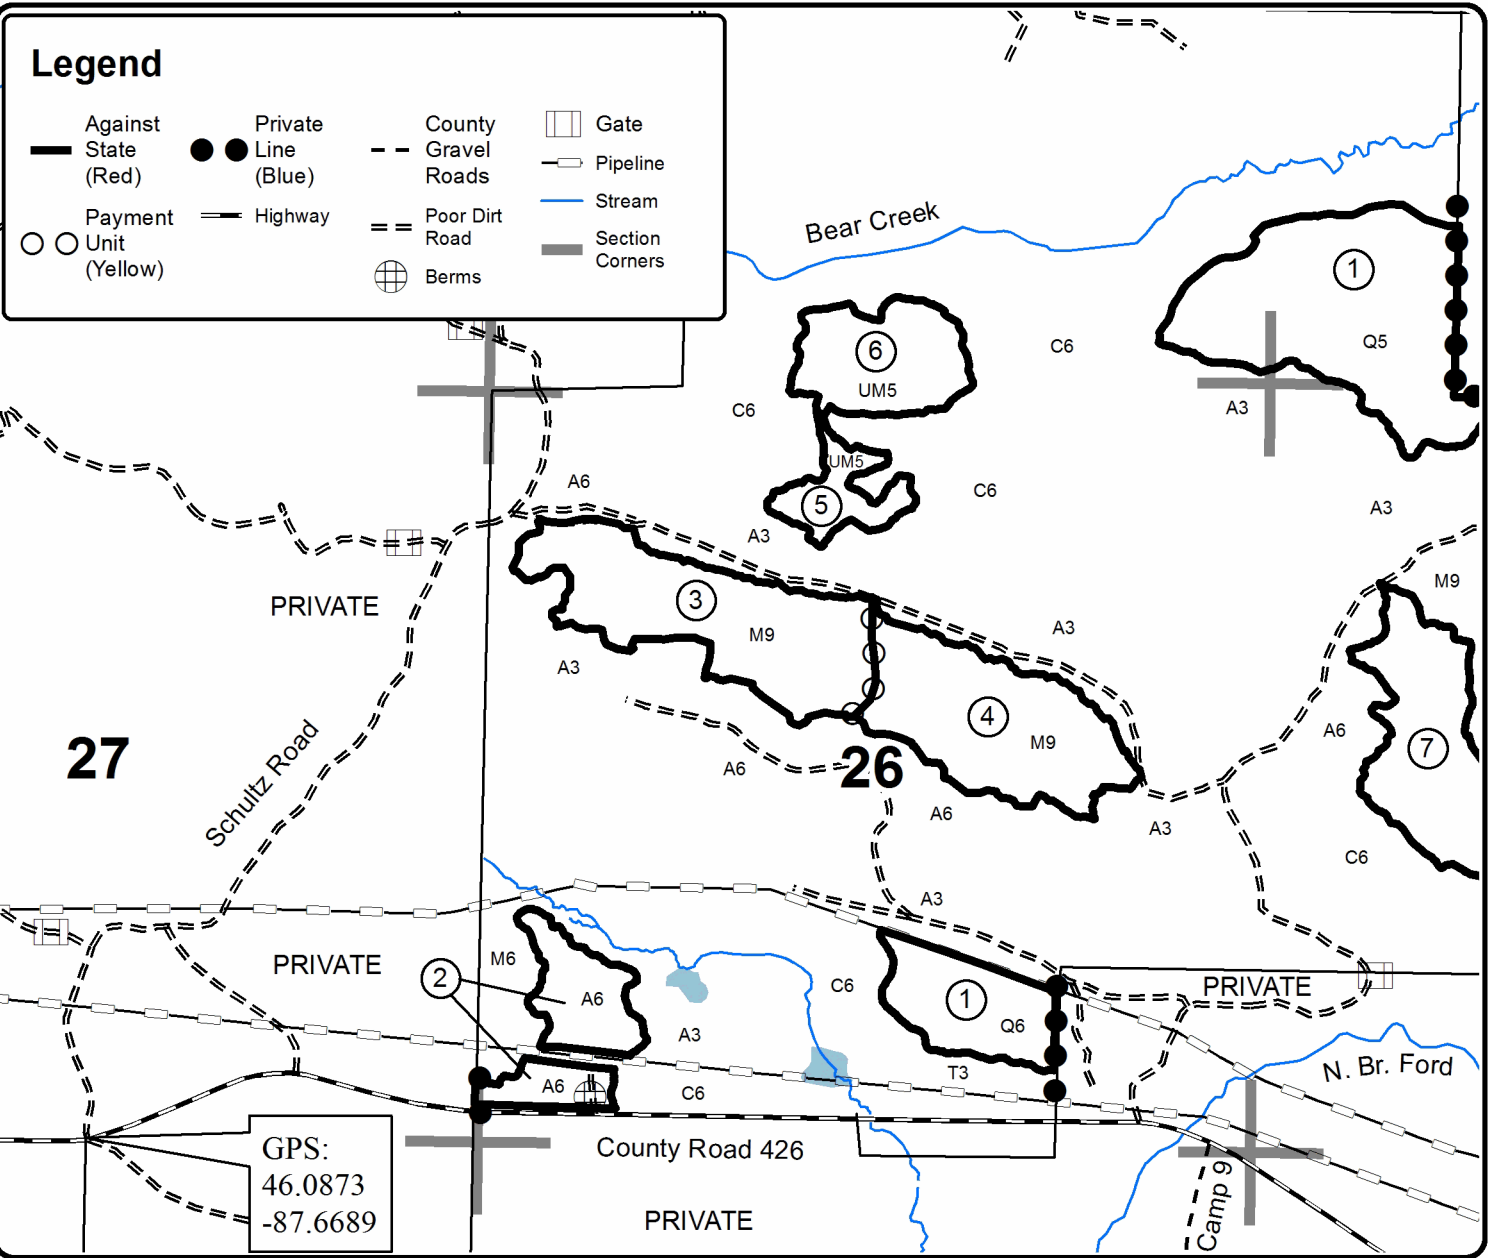 Legend
Against
State
(Red)
Private
Line
(Blue)
County
Gravel
Roads
Gate
Pipeline
Payment
Unit
(Yellow)
Highway
Poor Dirt
Road
Stream
Section
Corners
Berms
Bear Creek
1
Q5
6
UM5
C6
C6
A3
UM5
5
C6
A6
A3
A3
PRIVATE
3
M9
A3
A3
M9
4
M9
A6
7
27
Schultz Road
A6
26
A6
A3
C6
A3
PRIVATE
M6
2
A6
A3
C6
1
Q6
PRIVATE
T3
A6
C6
N. Br. Ford
GPS:
46.0873
-87.6689
County Road 426
Camp 9
PRIVATE